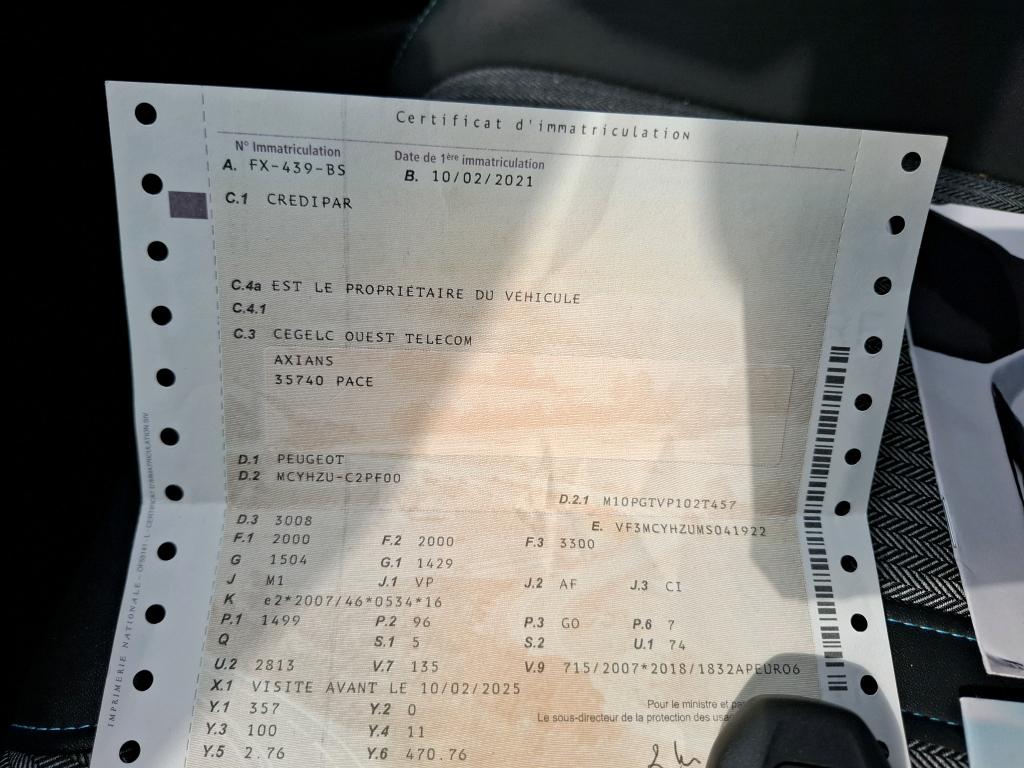 Certificat d'immatriculation
N° Immatriculation Date de 1ère immatriculation
A. FX-439-BS B. 10/02/2021
C.1 CREDIPAR
C.4a EST LE PROPRIÉTAIRE DU VÉHICULE
C.4.1
C.3 CEGELC OUEST TELECOM
AXIANS
35740 PACE
D.1 PEUGEOT
D.2 MCYHZU-C2PF00
D.2.1 M10PGTVP102T457
D.3 3008 E. VF3MCYHZUMS041922
F.1 2000 F.2 2000 F.3 3300
G 1504 G.1 1429
J M1 J.1 VP J.2 AF J.3 CI
K e2*2007/46*0534*16
P.1 1499 P.2 96 P.3 GO P.6 7
Q S.1 5 S.2 U.1 74
U.2 2813 V.7 135 V.9 715/2007*2018/1832APEURO6
X.1 VISITE AVANT LE 10/02/2025
Y.1 357 Y.2 0
Pour le ministre et
Y.3 100 Y.4 11
Le sous-directeur de la protection des
Y.5 2.76 Y.6 470.76
IMPRIMERIE NATIONALE